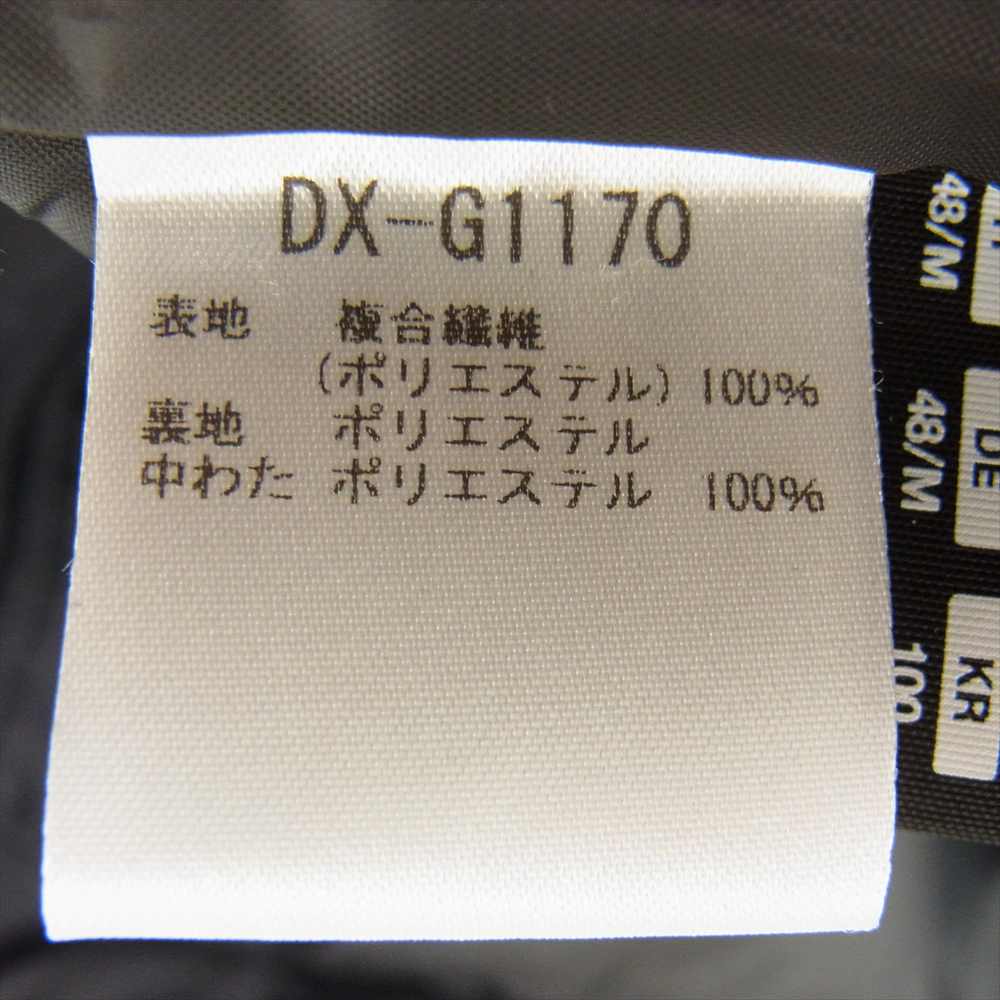 DX-G1170
表地 複合繊維
(ポリエステル) 100%
裏地 ポリエステル
中わた ポリエステル 100%
48/M
48/M
DE
100
KR